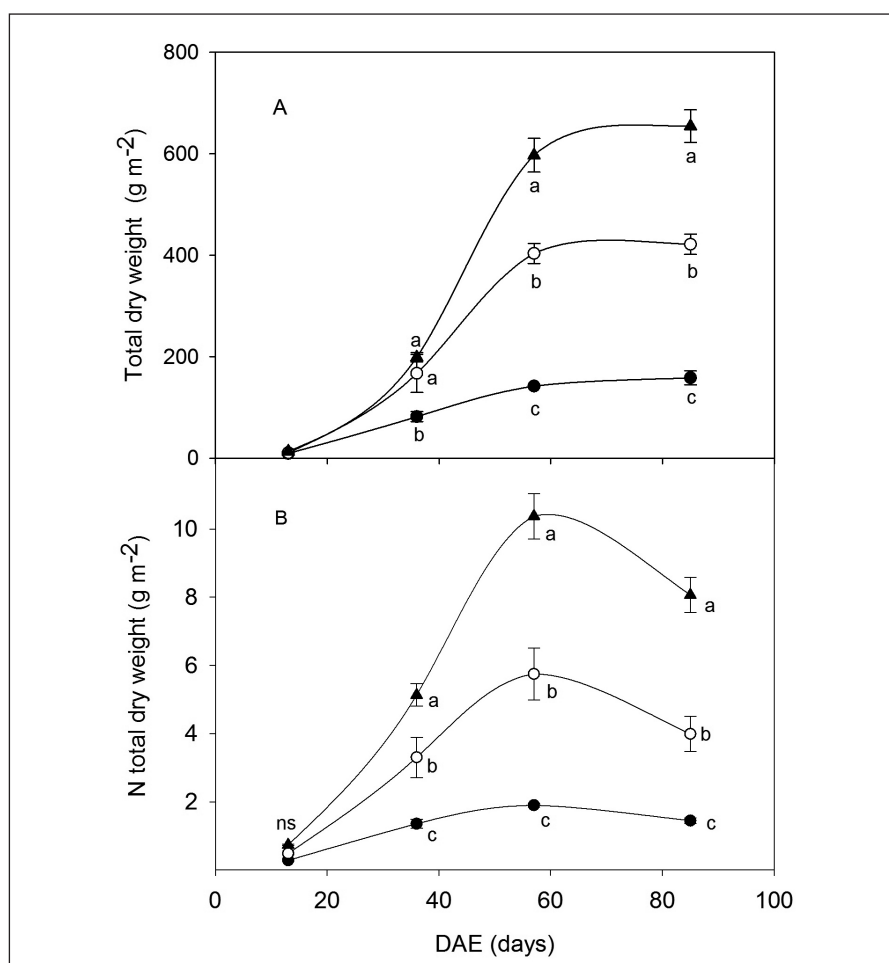 800
A
600
400
200
0
Total dry weight (g m-2)
a
a
a
b
b
a
a
b
c
c
B
10
8
6
4
2
N total dry weight (g m-2)
a
a
a
b
b
b
ns
c
c
c
0 20 40 60 80 100
DAE (days)